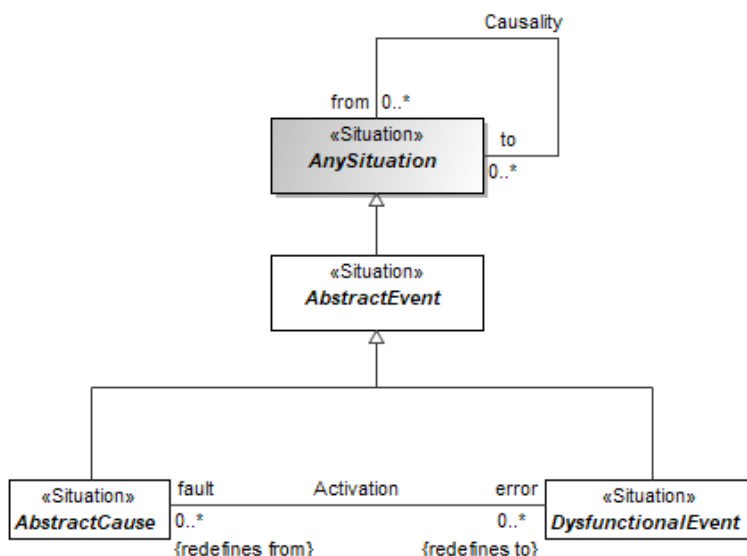 Causality
from 0..*
«Situation»
AnySituation
to
0..*
«Situation»
AbstractEvent
«Situation»
AbstractCause
fault
0..*
{redefines from}
Activation
error
0..*
{redefines to}
«Situation»
DysfunctionalEvent